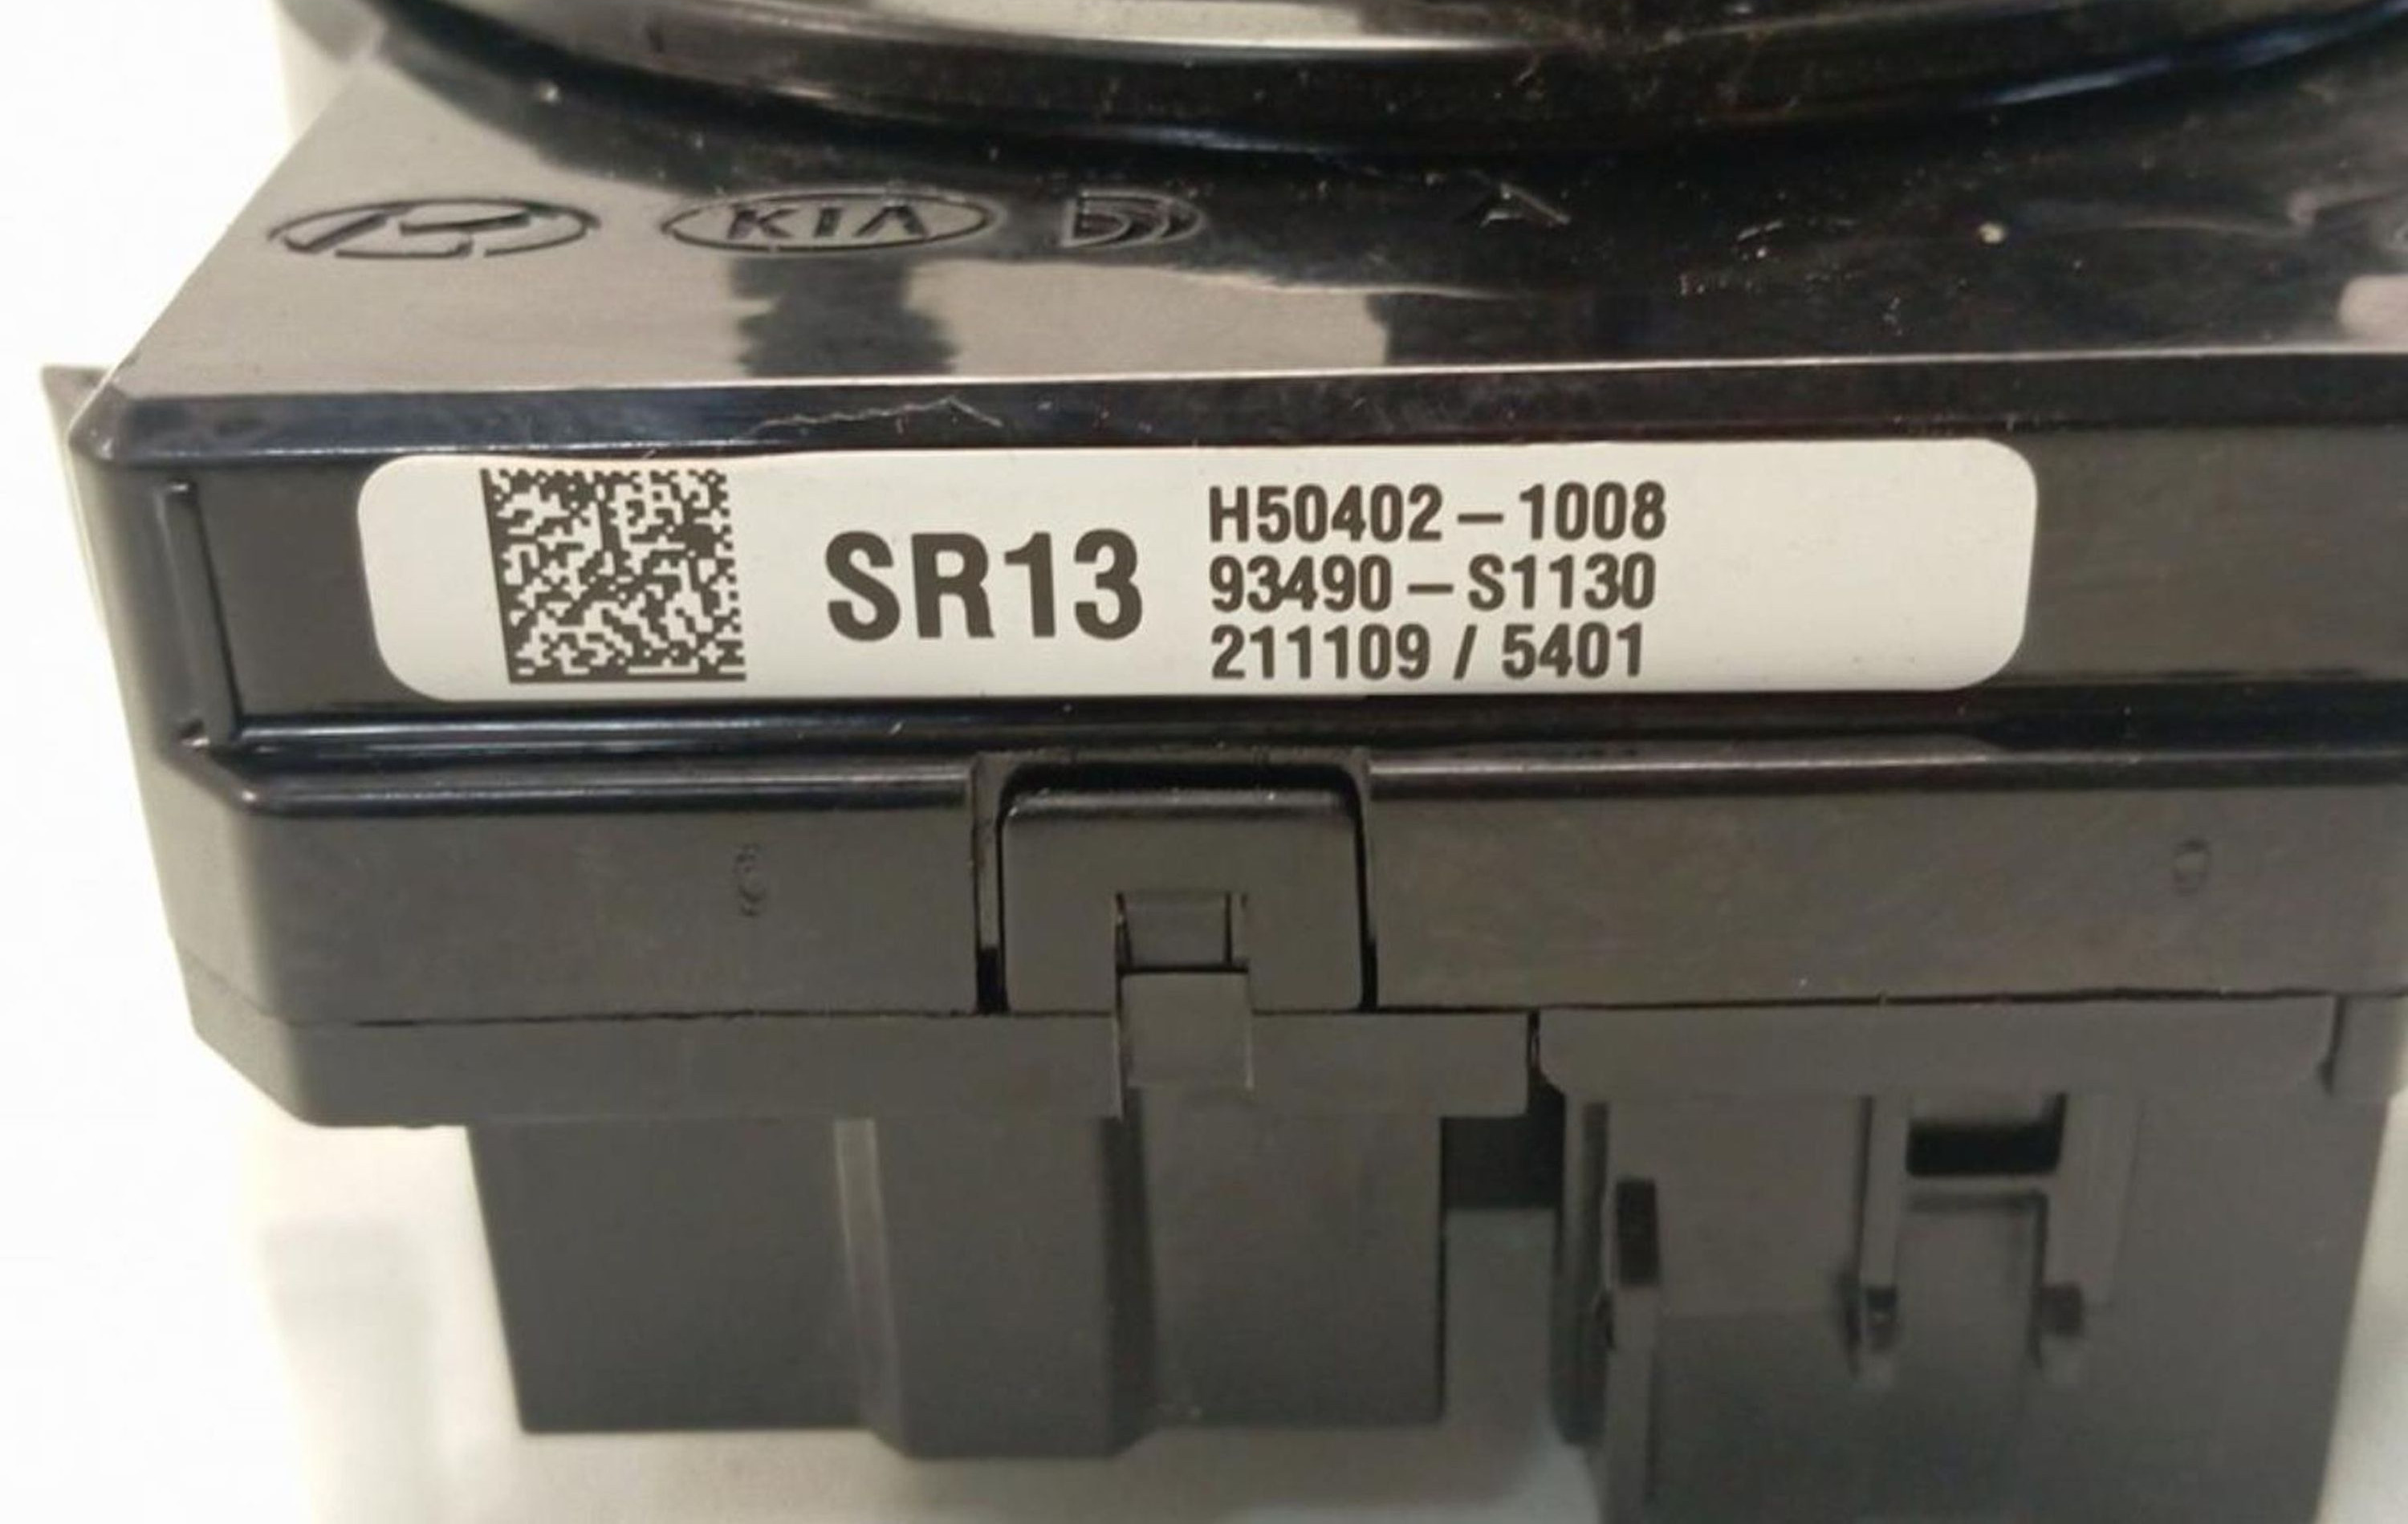 KIA
A
SR13
H50402-1008
93490-S1130
211109 / 5401